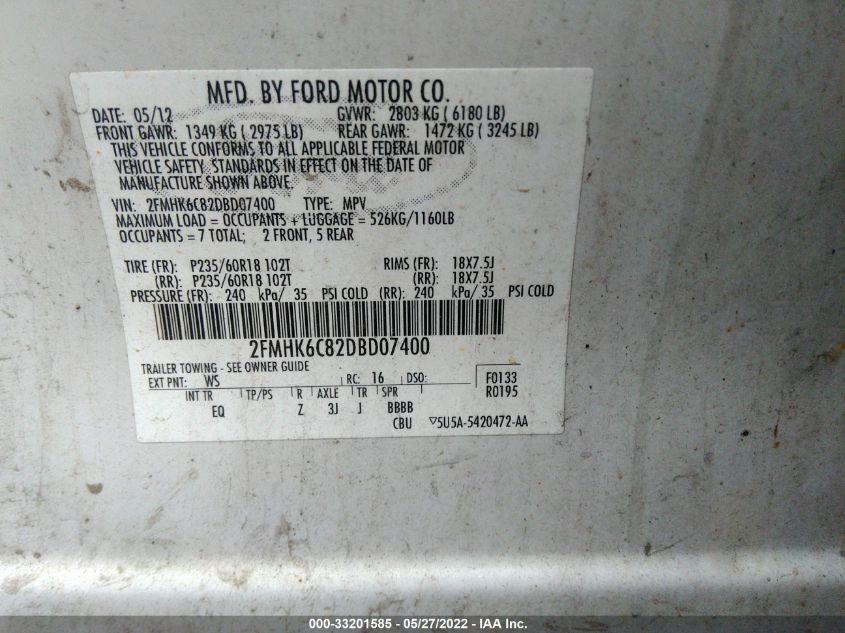 MFD. BY FORD MOTOR CO.
DATE: 05/12 GVWR: 2803 KG ( 6180 LB)
FRONT GAWR: 1349 KG ( 2975 LB) REAR GAWR: 1472 KG ( 3245 LB)
THIS VEHICLE CONFORMS TO ALL APPLICABLE FEDERAL MOTOR
VEHICLE SAFETY STANDARDS IN EFFECT ON THE DATE OF
MANUFACTURE SHOWN ABOVE.
VIN: 2FMHK6C82DBD07400 TYPE: MPV
MAXIMUM LOAD = OCCUPANTS + LUGGAGE = 526KG/1160LB
OCCUPANTS = 7 TOTAL; 2 FRONT, 5 REAR
TIRE (FR): P235/60R18 102T RIMS (FR): 18X7.5J
(RR): P235/60R18 102T (RR): 18X7.5J
PRESSURE (FR): 240 kPa/ 35 PSI COLD (RR): 240 kPa/ 35 PSI COLD
2FMHK6C82DBD07400
TRAILER TOWING - SEE OWNER GUIDE
EXT PNT: WS RC: 16 DSO: F0133
R0195
INT TR TP/PS R AXLE TR SPR
EQ Z 3J J BBBB
CBU ▽5U5A-5420472-AA
000-33201585 - 05/27/2022 - IAA Inc.